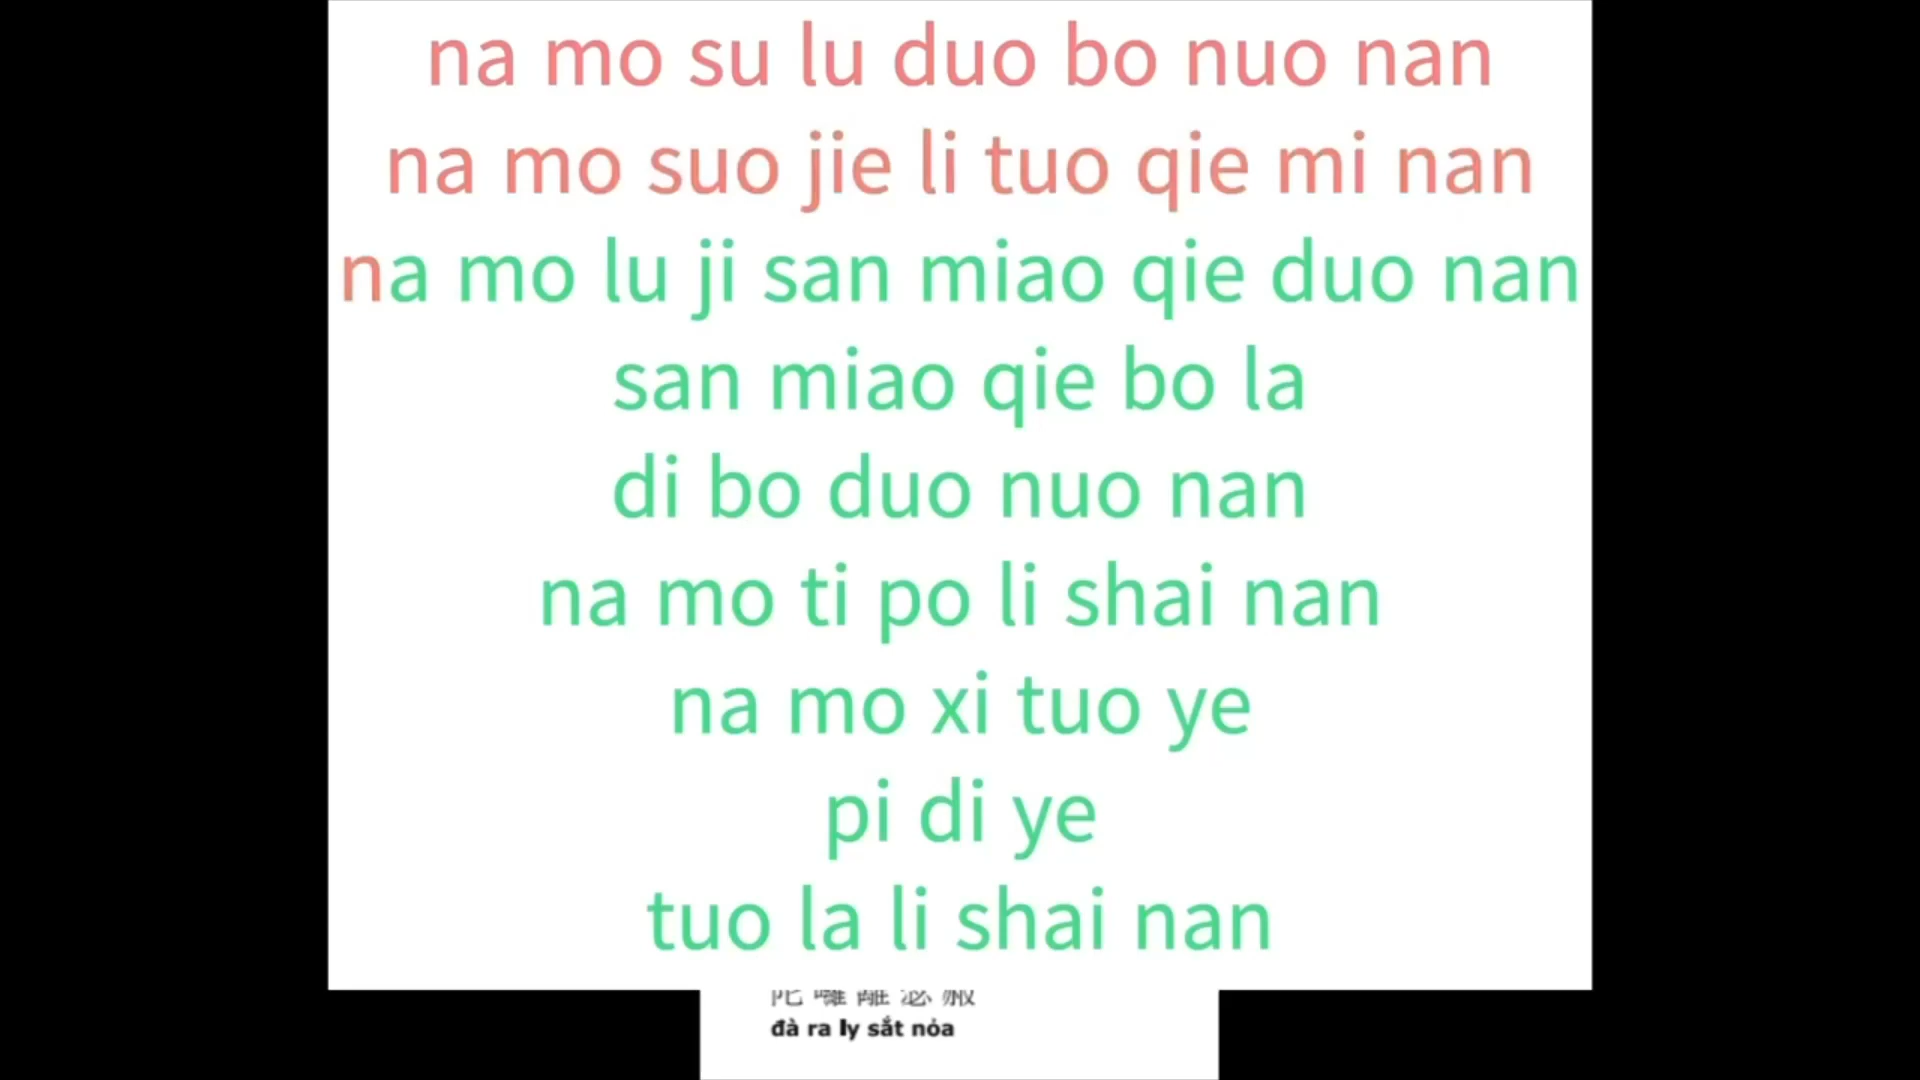 na mo su lu duo bo nuo nan
na mo suo jie li tuo qie mi nan
na mo lu ji san miao qie duo nan
san miao qie bo la
di bo duo nuo nan
na mo ti po li shai nan
na mo xi tuo ye
pi di ye
tuo la li shai nan
đà ra ly sắt nỏa